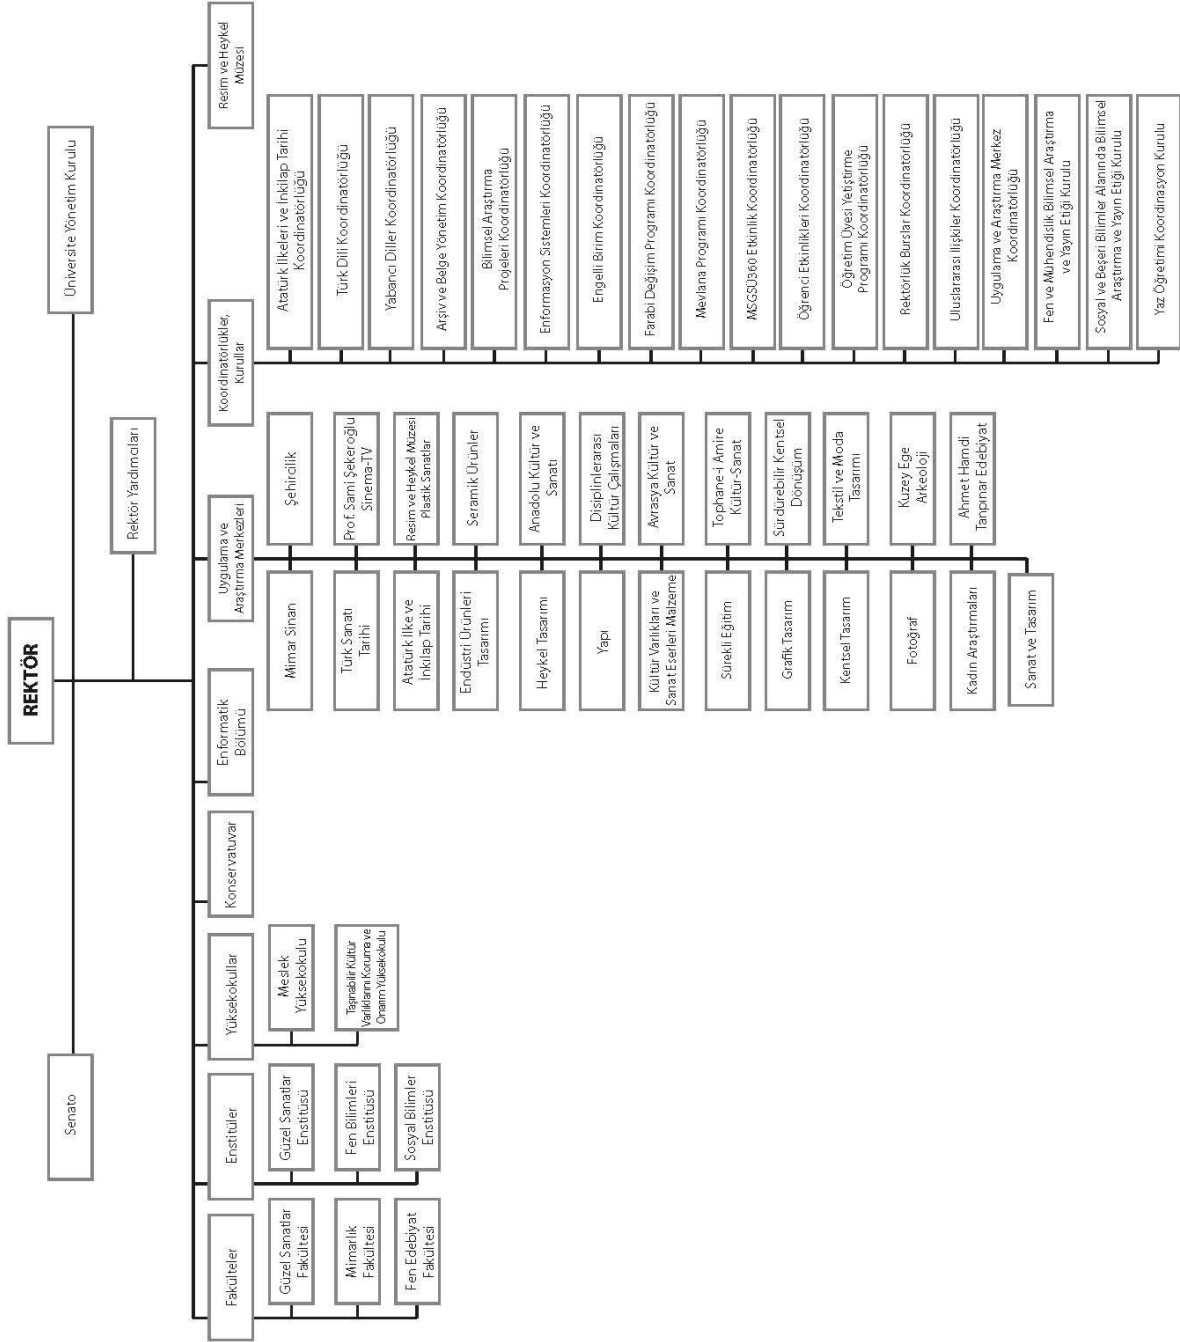 REKTÖR
Senato
Üniversite Yönetim Kurulu
Rektör Yardımcıları
Fakülteler
Enstitüler
Yüksekokullar
Konservatuvar
Enformatik
Bölümü
Uygulama ve
Araştırma Merkezleri
Koordinatörlükler,
Kurullar
Resim ve Heykel
Müzesi
Güzel Sanatlar
Fakültesi
Mimarlık
Fakültesi
Fen Edebiyat
Fakültesi
Güzel Sanatlar
Enstitüsü
Fen Bilimleri
Enstitüsü
Sosyal Bilimler
Enstitüsü
Meslek
Yüksekokulu
Taşınabilir Kültür
Varlıklarını Koruma ve
Onarım Yüksekokulu
Mimar Sinan
Türk Sanatı
Tarihi
Atatürk İlke ve
İnkılap Tarihi
Endüstri Ürünleri
Tasarımı
Heykel Tasarımı
Yapı
Kültür Varlıkları ve
Sanat Eserleri Malzeme
Sürekli Eğitim
Grafik Tasarım
Kentsel Tasarım
Fotoğraf
Kadın Araştırmaları
Sanat ve Tasarım
Şehircilik
Prof. Sami Şekeroğlu
Sinema-TV
Resim ve Heykel Müzesi
Plastik Sanatlar
Seramik Ürünler
Anadolu Kültür ve
Sanatı
Disiplinlerarası
Kültür Çalışmaları
Avrasya Kültür ve
Sanat
Tophane-i Amire
Kültür-Sanat
Sürdürebilir Kentsel
Dönüşüm
Tekstil ve Moda
Tasarımı
Kuzey Ege
Arkeoloji
Ahmet Hamdi
Tanpınar Edebiyat
Atatürk İlkeleri ve İnkılap Tarihi
Koordinatörlüğü
Türk Dili Koordinatörlüğü
Yabancı Diller Koordinatörlüğü
Arşiv ve Belge Yönetim Koordinatörlüğü
Bilimsel Araştırma
Projeleri Koordinatörlüğü
Enformasyon Sistemleri Koordinatörlüğü
Engelli Birim Koordinatörlüğü
Farabi Değişim Programı Koordinatörlüğü
Mevlana Programı Koordinatörlüğü
MSGSÜ360 Etkinlik Koordinatörlüğü
Öğrenci Etkinlikleri Koordinatörlüğü
Öğretim Üyesi Yetiştirme
Programı Koordinatörlüğü
Rektörlük Burslar Koordinatörlüğü
Uluslararası İlişkiler Koordinatörlüğü
Uygulama ve Araştırma Merkez
Koordinatörlüğü
Fen ve Mühendislik Bilimsel Araştırma
ve Yayın Etiği Kurulu
Sosyal ve Beşeri Bilimler Alanında Bilimsel
Araştırma ve Yayın Etiği Kurulu
Yaz Öğretimi Koordinasyon Kurulu